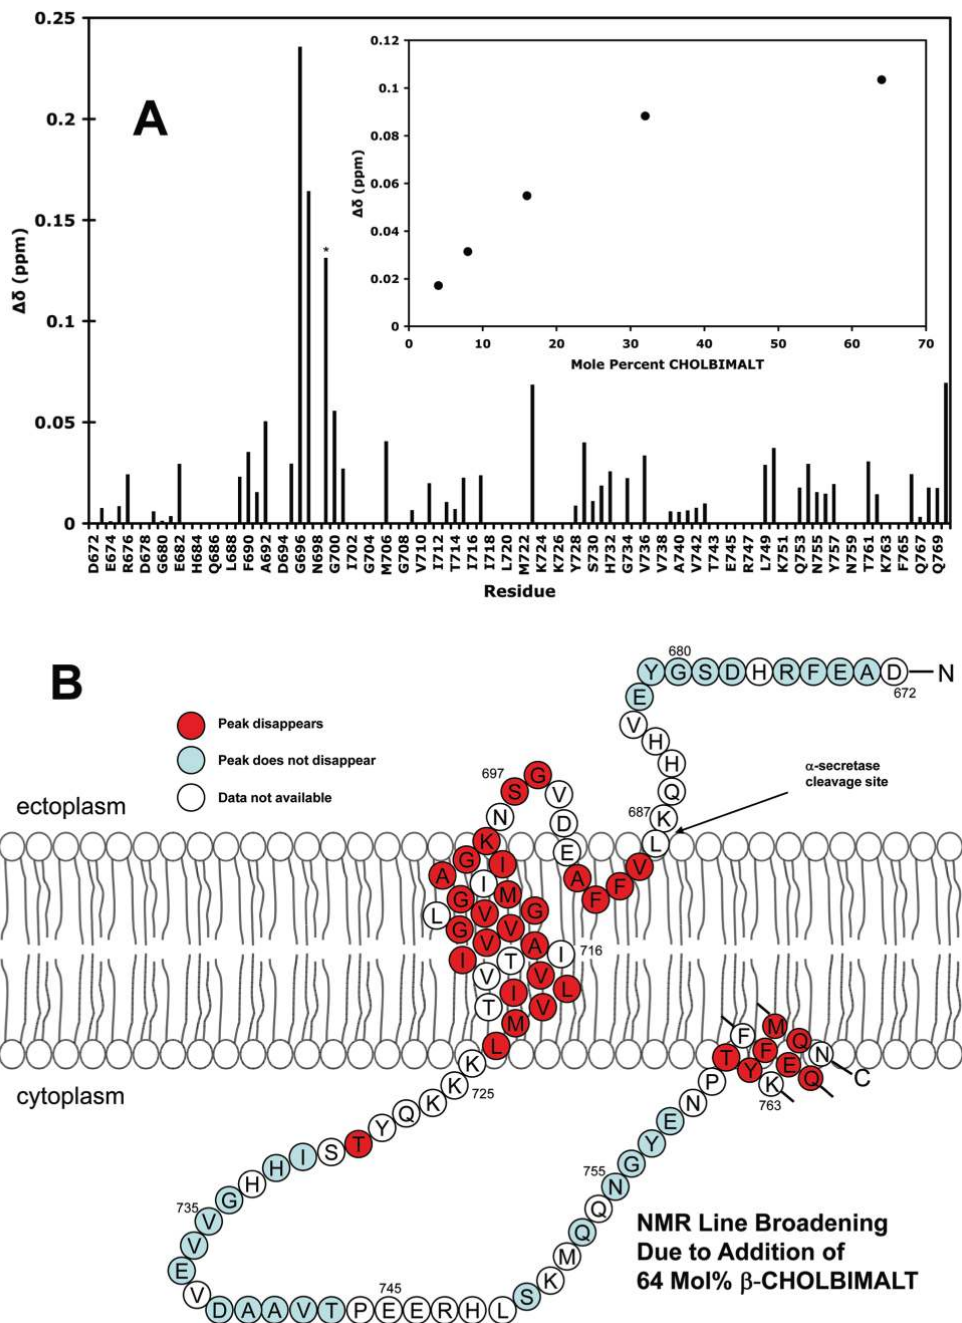 A
0.25
0.2
0.15
0.1
0.05
0
Δδ (ppm)
*
0.12
0.1
0.08
0.06
0.04
0.02
0
Δδ (ppm)
0 10 20 30 40 50 60 70
Mole Percent CHOLBIMALT
D672 E674 R676 D678 G680 E682 H684 Q686 L688 F690 A692 D694 G696 N698 G700 I702 G704 M706 G708 V710 I712 T714 I716 I718 L720 M722 K724 K726 Y728 S730 H732 G734 V736 V738 A740 V742 T743 E745 R747 L749 K751 Q753 N755 Y757 N759 T761 K763 F765 Q767 Q769
Residue
B
Peak disappears
Peak does not disappear
Data not available
ectoplasm
cytoplasm
680
E Y G S D H R F E A D N
672
V
H
H
Q
687 K
L
α-secretase
cleavage site
697
N S G V D E A F F V
K G A
I I M
G V V G
L G V V A I 716
I V T V L
T I V
M
L
K K K 725
K Q Y T S H I H G
735 V V E V
D A A V T P E E R H L S
745
K M Q Q N G Y E N P
755
T Y F F M Q E K Q N C
763
NMR Line Broadening
Due to Addition of
64 Mol% β-CHOLBIMALT